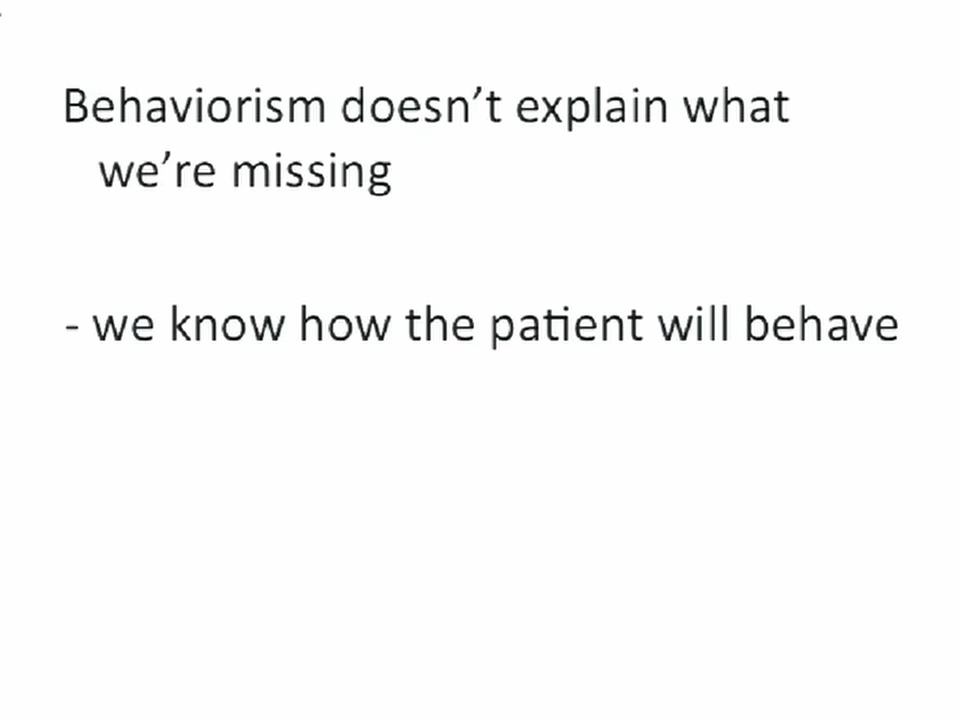 Behaviorism doesn’t explain what
we’re missing
- we know how the patient will behave